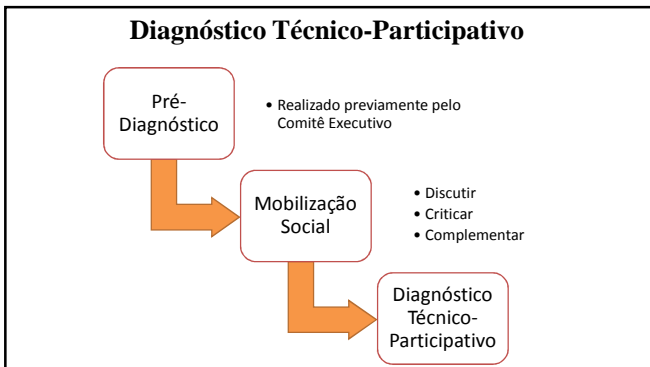 Diagnóstico Técnico-Participativo
Pré-
Diagnóstico
• Realizado previamente pelo
Comitê Executivo
Mobilização
Social
• Discutir
• Criticar
• Complementar
Diagnóstico
Técnico-
Participativo